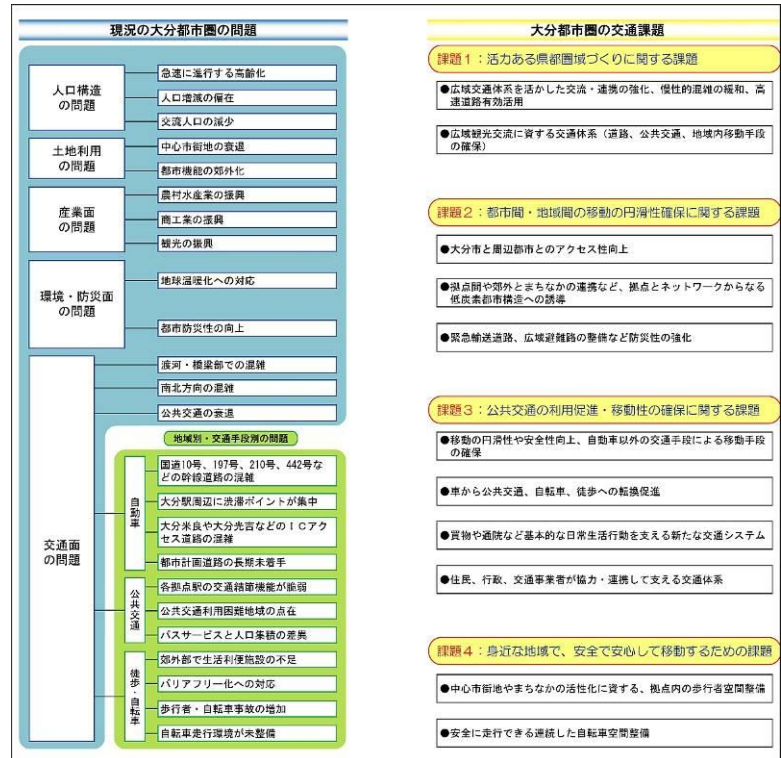 現況の大分都市圏の問題
人口構造
の問題
急速に進行する高齢化
人口増減の偏在
交流人口の減少
土地利用
の問題
中心市街地の衰退
都市機能の郊外化
産業面
の問題
農村水産業の振興
商工業の振興
観光の振興
環境・防災面
の問題
地球温暖化への対応
都市防災性の向上
交通面
の問題
渡河・橋梁部での混雑
南北方向の混雑
公共交通の衰退
地域別・交通手段別の問題
自動車
国道10号、197号、210号、442号な
どの幹線道路の混雑
大分駅周辺に渋滞ポイントが集中
大分米良や大分光吉などのICアク
セス道路の混雑
都市計画道路の長期未着手
公共交通
各拠点駅の交通結節機能が脆弱
公共交通利用困難地域の点在
バスサービスと人口集積の差異
徒歩・自転車
郊外部で生活利便施設の不足
バリアフリー化への対応
歩行者・自転車事故の増加
自転車走行環境が未整備
大分都市圏の交通課題
課題1:活力ある県都圏域づくりに関する課題
●広域交通体系を活かした交流・連携の強化、慢性的混雑の緩和、高
速道路有効活用
●広域観光交流に資する交通体系(道路、公共交通、地域内移動手段
の確保)
課題2:都市間・地域間の移動の円滑性確保に関する課題
●大分市と周辺都市とのアクセス性向上
●拠点間や郊外とまちなかの連携など、拠点とネットワークからなる
低炭素都市構造への誘導
●緊急輸送道路、広域避難路の整備など防災性の強化
課題3:公共交通の利用促進・移動性の確保に関する課題
●移動の円滑性や安全性向上、自動車以外の交通手段による移動手段
の確保
●車から公共交通、自転車、徒歩への転換促進
●買物や通院など基本的な日常生活行動を支える新たな交通システム
●住民、行政、交通事業者が協力・連携して支える交通体系
課題4:身近な地域で、安全で安心して移動するための課題
●中心市街地やまちなかの活性化に資する、拠点内の歩行者空間整備
●安全に走行できる連続した自転車空間整備